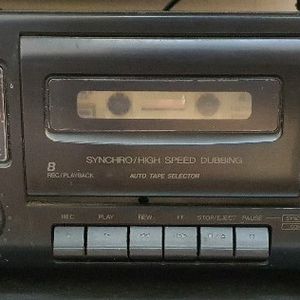 SYNCHRO/HIGH SPEED DUBBING
B
REC/PLAYBACK AUTO TAPE SELECTOR
REC PLAY REW FF STOP/EJECT PAUSE